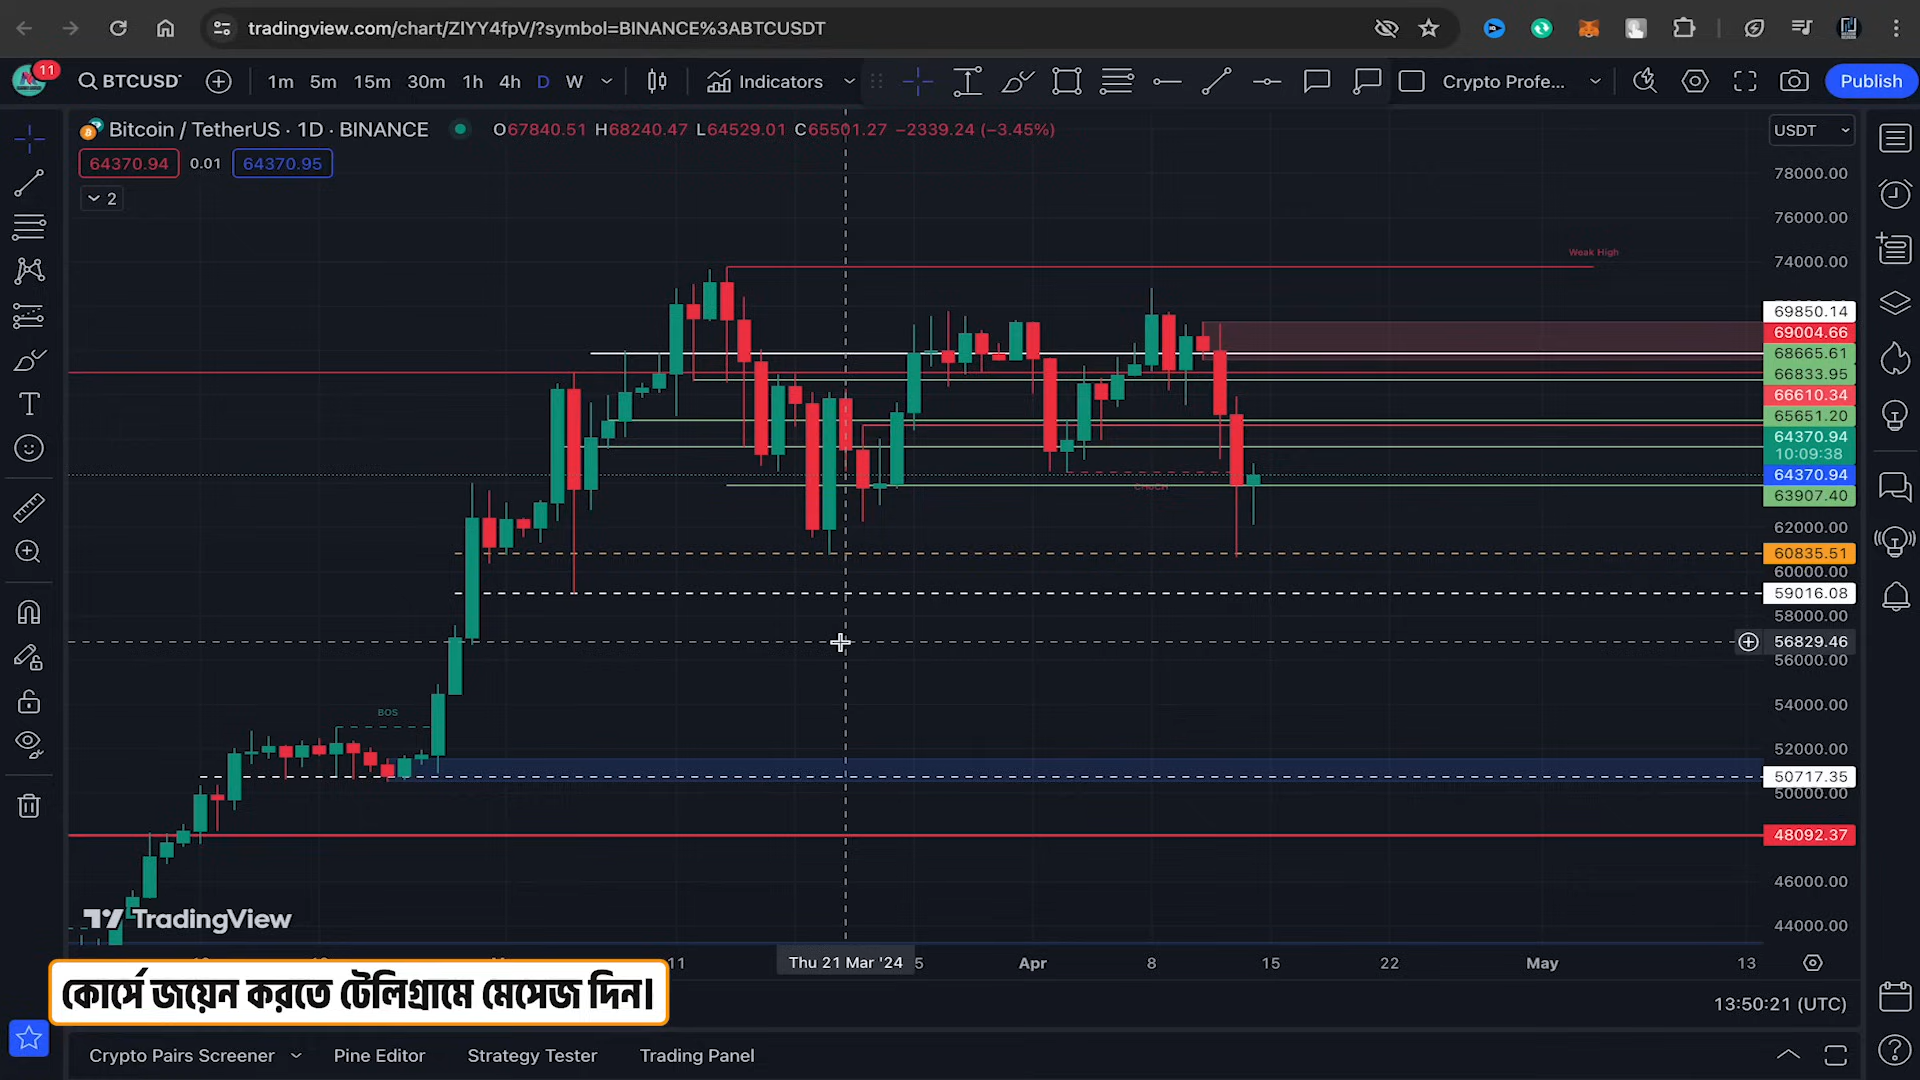 tradingview.com/chart/ZlYY4fpV/?symbol=BINANCE%3ABTCUSDT
11
BTCUSD
1m 5m 15m 30m 1h 4h D W
Indicators
Crypto Profe...
Publish
Bitcoin / TetherUS · 1D · BINANCE
O67840.51 H68240.47 L64529.01 C65501.27 −2339.24 (−3.45%)
USDT
64370.94 0.01 64370.95
2
78000.00
76000.00
Weak High
74000.00
69850.14
69004.66
68665.61
66833.95
66610.34
65651.20
64370.94
10:09:38
64370.94
CHoCH
63907.40
62000.00
60835.51
60000.00
59016.08
58000.00
56829.46
56000.00
54000.00
BOS
52000.00
50717.35
50000.00
48092.37
46000.00
44000.00
TradingView
11 Thu 21 Mar '24 5 Apr 8 15 22 May 13
কোর্সে জয়েন করতে টেলিগ্রামে মেসেজ দিন।
13:50:21 (UTC)
Crypto Pairs Screener Pine Editor Strategy Tester Trading Panel